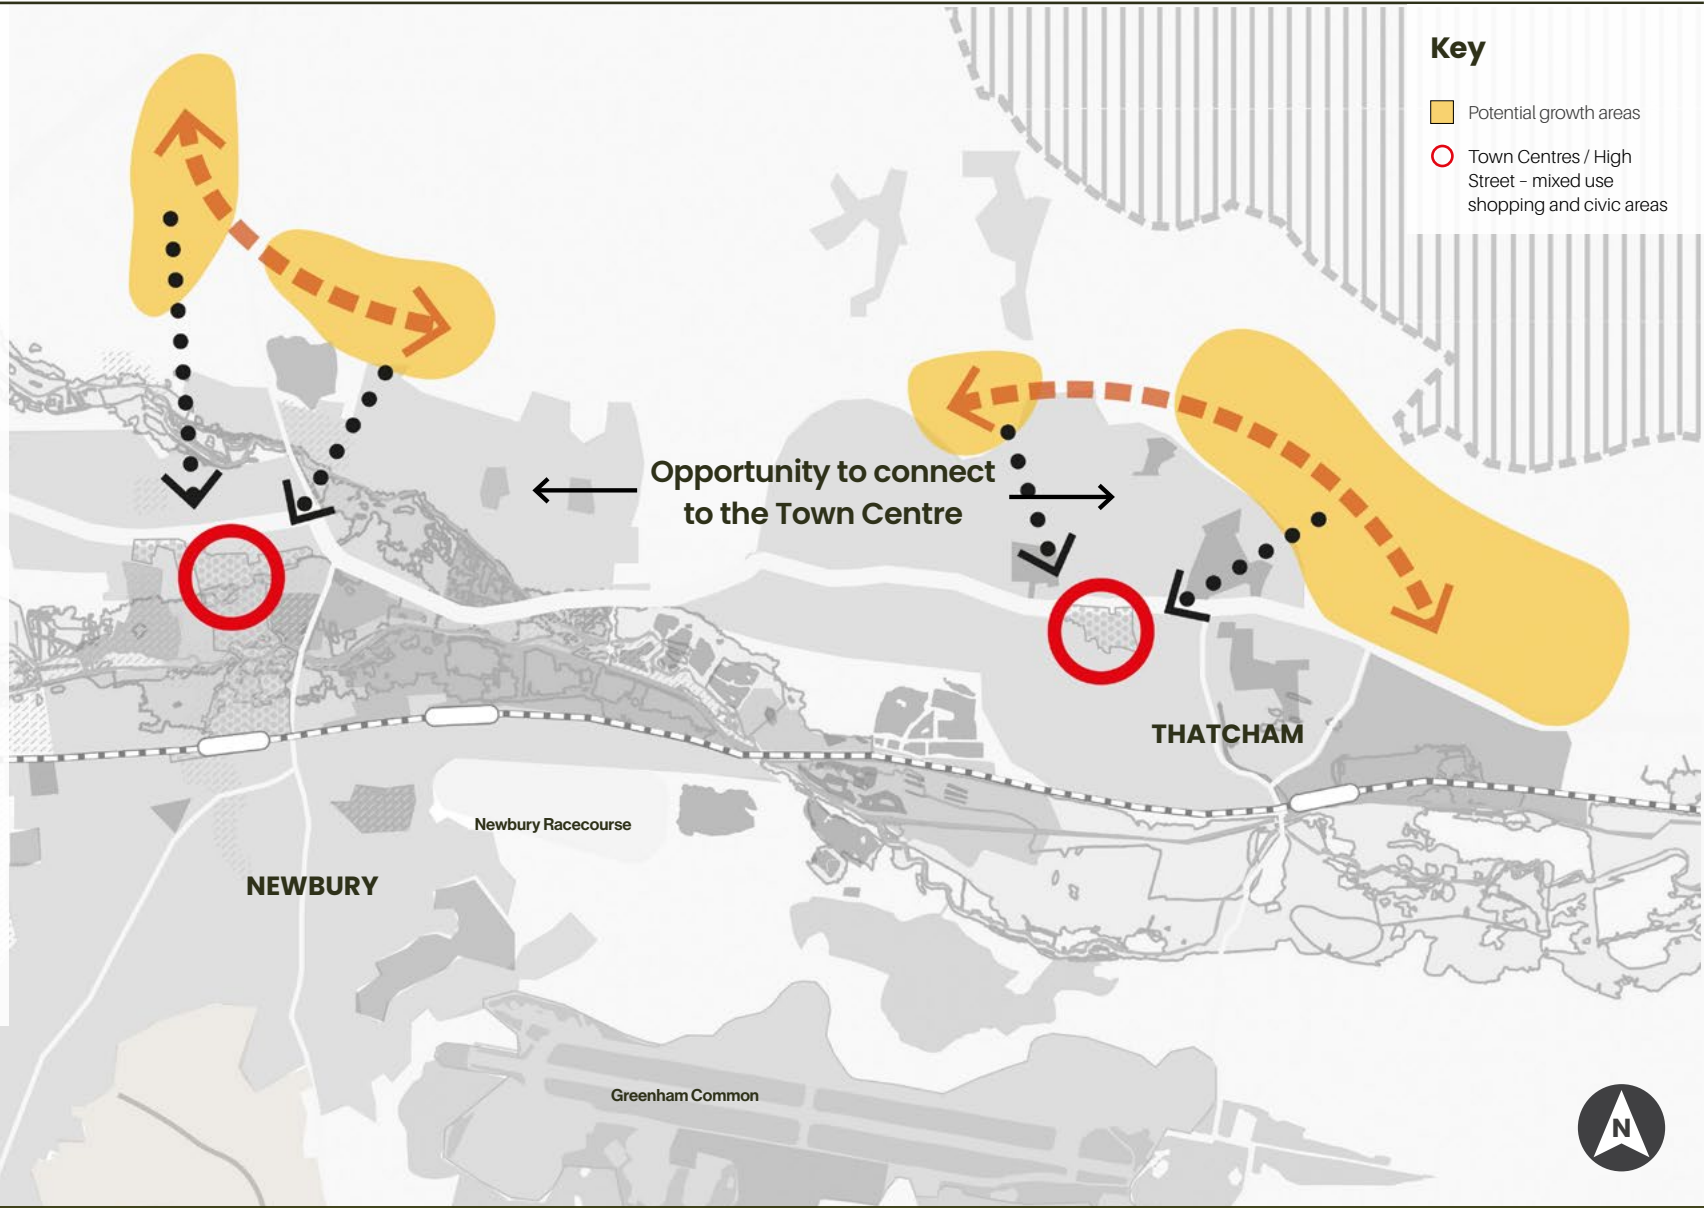 Key
Potential growth areas
Town Centres / High
Street – mixed use
shopping and civic areas
Opportunity to connect
to the Town Centre
THATCHAM
Newbury Racecourse
NEWBURY
Greenham Common
N